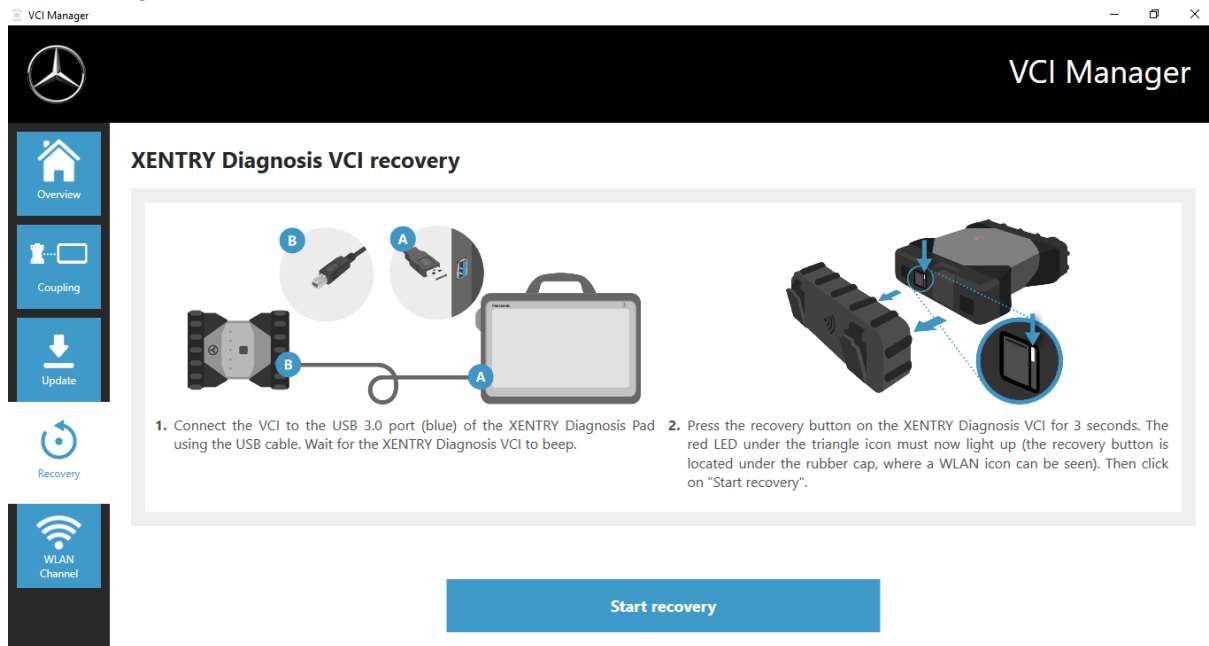 VCI Manager
VCI Manager
Overview
Coupling
Update
Recovery
WLAN
Channel
XENTRY Diagnosis VCI recovery
B
A
B
A
1. Connect the VCI to the USB 3.0 port (blue) of the XENTRY Diagnosis Pad
using the USB cable. Wait for the XENTRY Diagnosis VCI to beep.
2. Press the recovery button on the XENTRY Diagnosis VCI for 3 seconds. The
red LED under the triangle icon must now light up (the recovery button is
located under the rubber cap, where a WLAN icon can be seen). Then click
on "Start recovery".
Start recovery